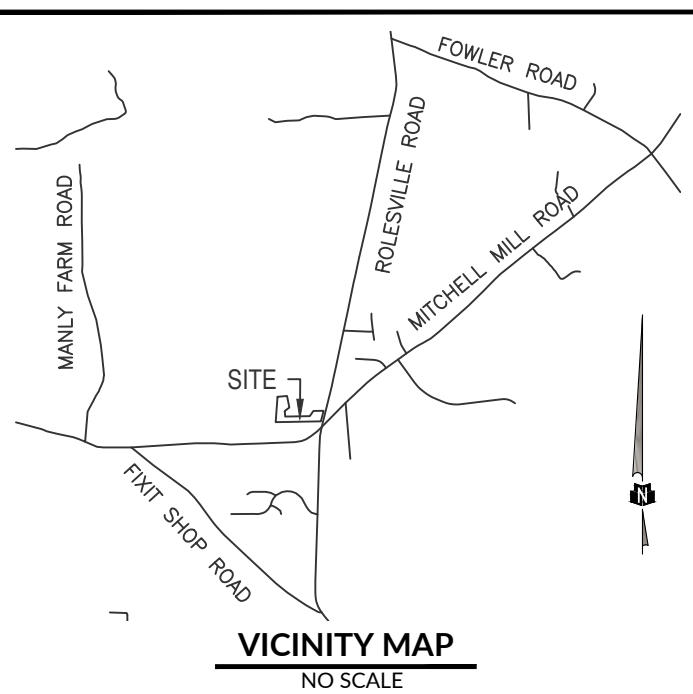 FOWLER ROAD
ROLESVILLE ROAD
MANLY FARM ROAD
MITCHELL MILL ROAD
SITE
N
FIXIT SHOP ROAD
VICINITY MAP
NO SCALE